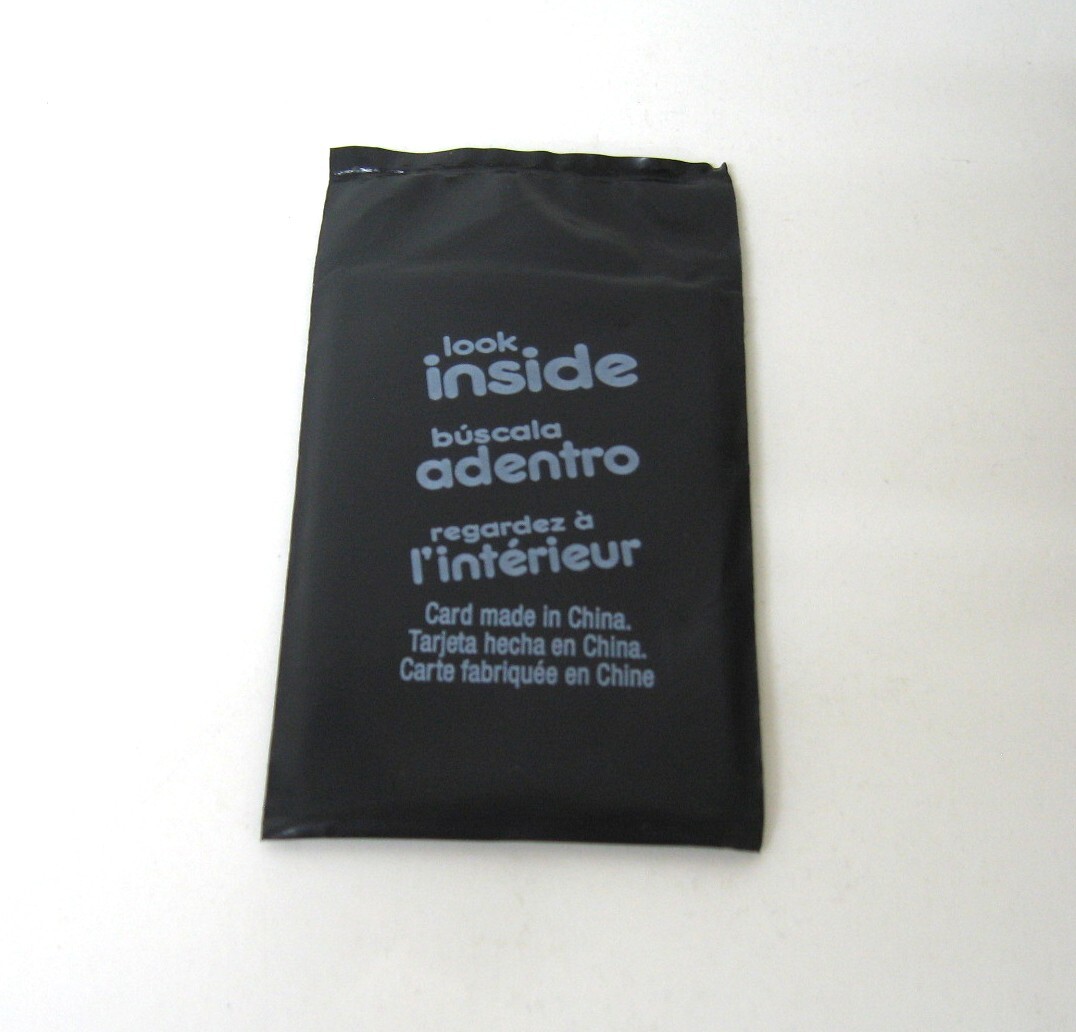 look
inside
búscala
adentro
regardez à
l'intérieur
Card made in China.
Tarjeta hecha en China.
Carte fabriquée en Chine